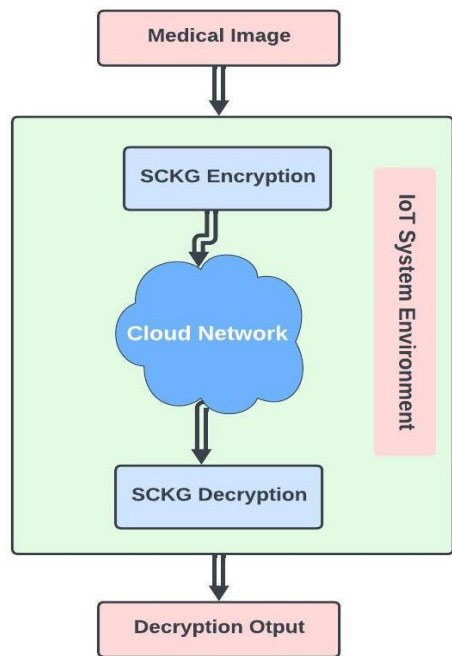 Medical Image
SCKG Encryption
IoT System Environment
Cloud Network
SCKG Decryption
Decryption Otput